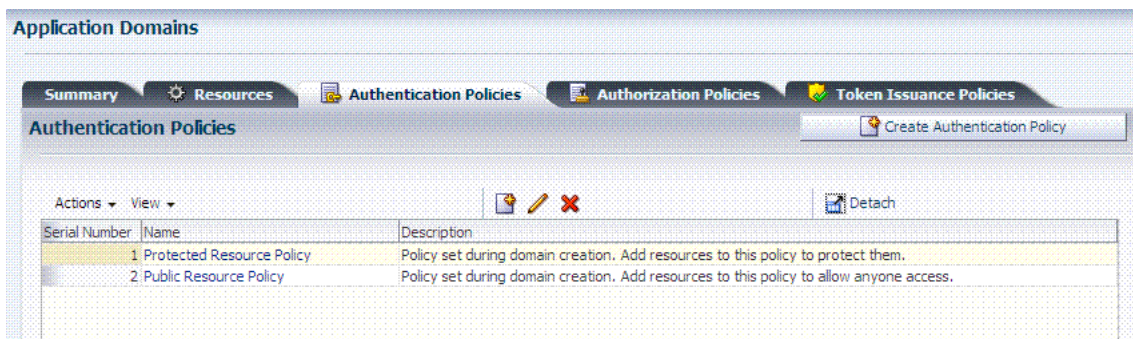 Application Domains
Summary Resources Authentication Policies Authorization Policies Token Issuance Policies
Authentication Policies Create Authentication Policy
Actions View Detach
Serial Number Name Description
1 Protected Resource Policy Policy set during domain creation. Add resources to this policy to protect them.
2 Public Resource Policy Policy set during domain creation. Add resources to this policy to allow anyone access.